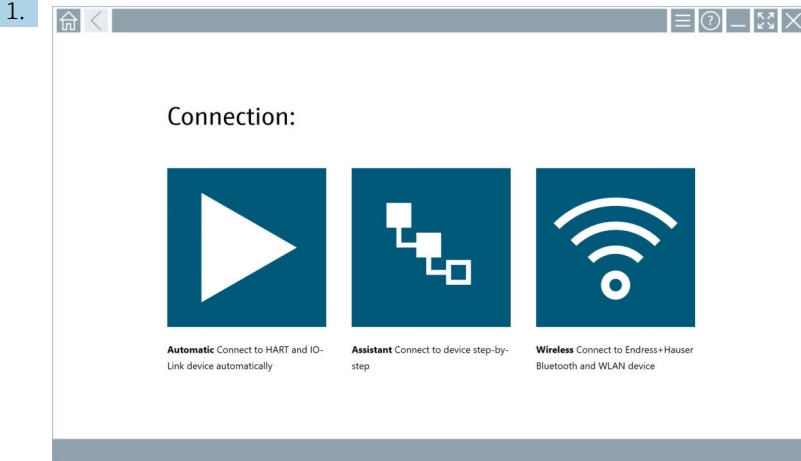 1.
?
Connection:
Automatic Connect to HART and IO-
Link device automatically
Assistant Connect to device step-by-
step
Wireless Connect to Endress+Hauser
Bluetooth and WLAN device